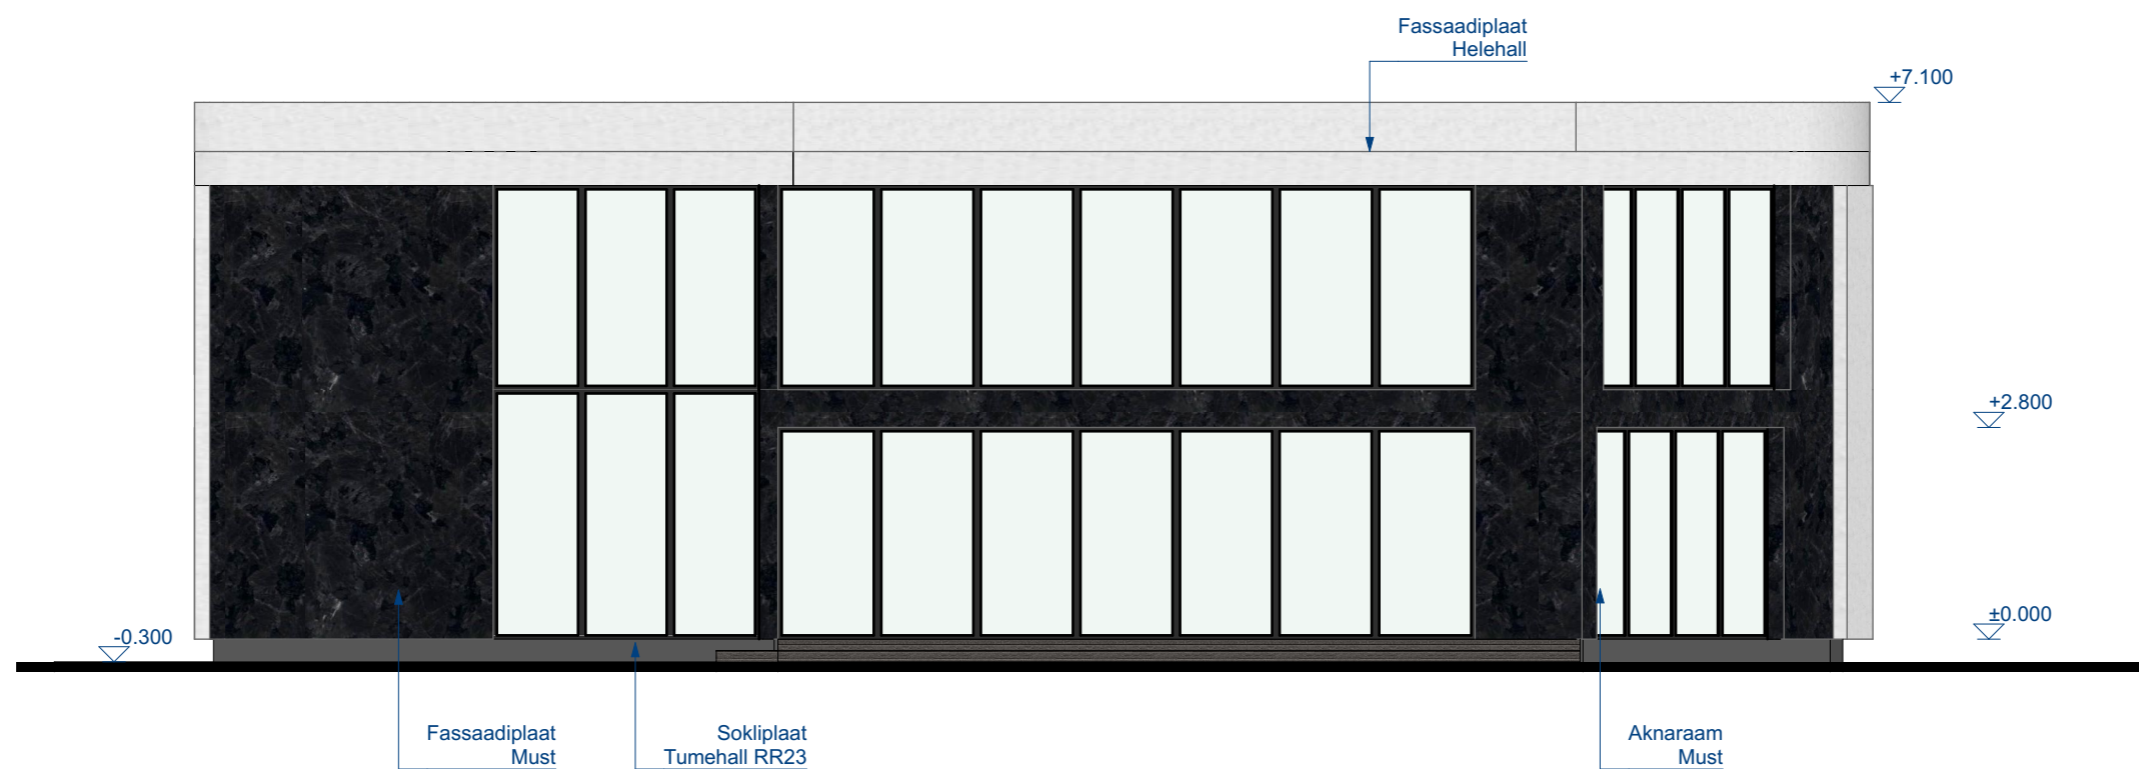 Fassaadiplaat
Helehall
+7.100
+2.800
±0.000
-0.300
Fassaadiplaat
Must
Sokliplaat
Tumehall RR23
Aknaraam
Must